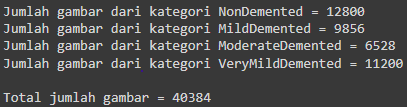 Jumlah gambar dari kategori NonDemented = 12800
Jumlah gambar dari kategori MildDemented = 9856
Jumlah gambar dari kategori ModerateDemented = 6528
Jumlah gambar dari kategori VeryMildDemented = 11200
Total jumlah gambar = 40384